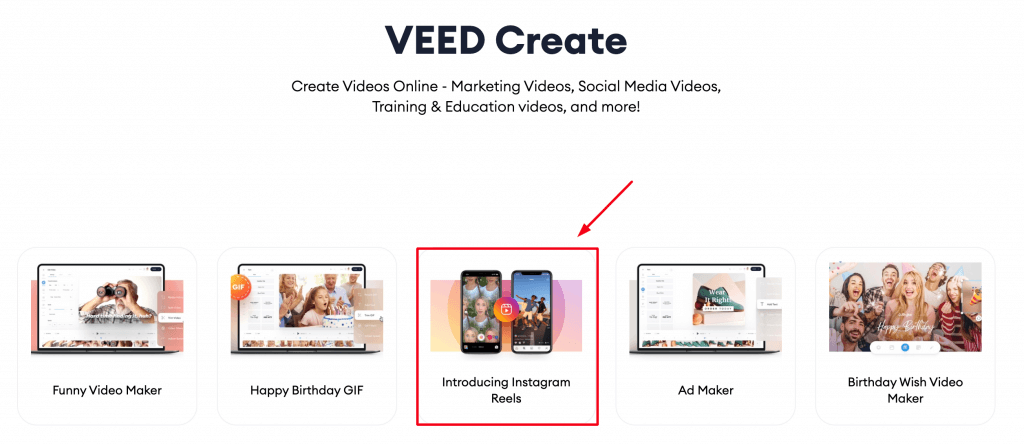 VEED Create
Create Videos Online - Marketing Videos, Social Media Videos,
Training & Education videos, and more!
GIF
Wear
It Right!
Happy Birthday
Funny Video Maker
Happy Birthday GIF
Introducing Instagram
Reels
Ad Maker
Birthday Wish Video
Maker